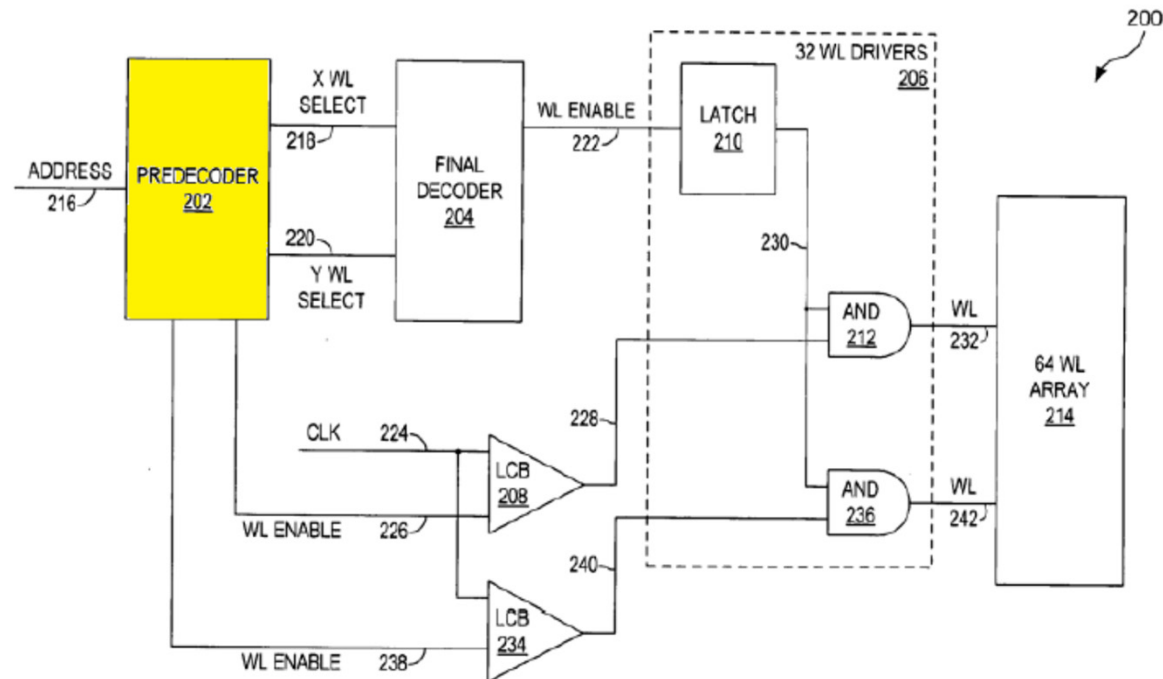 200
32 WL DRIVERS
206
X WL
SELECT
218
WL ENABLE
222
LATCH
210
ADDRESS
216
PREDECODER
202
FINAL
DECODER
204
220
Y WL
SELECT
230
AND
212
WL
232
64 WL
ARRAY
214
228
CLK
224
LCB
208
AND
236
WL
242
WL ENABLE
226
240
LCB
234
WL ENABLE
238